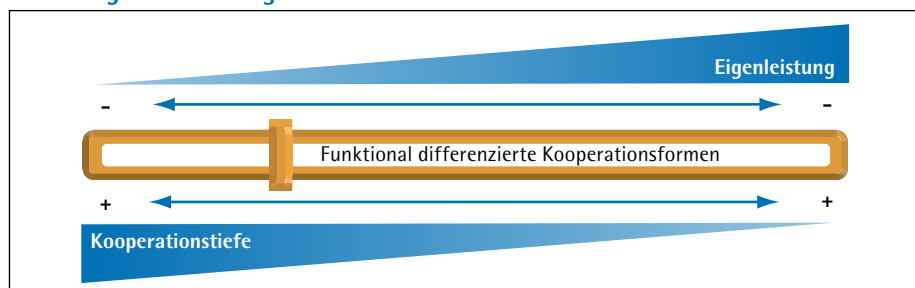 Eigenleistung
- -
Funktional differenzierte Kooperationsformen
+ +
Kooperationstiefe